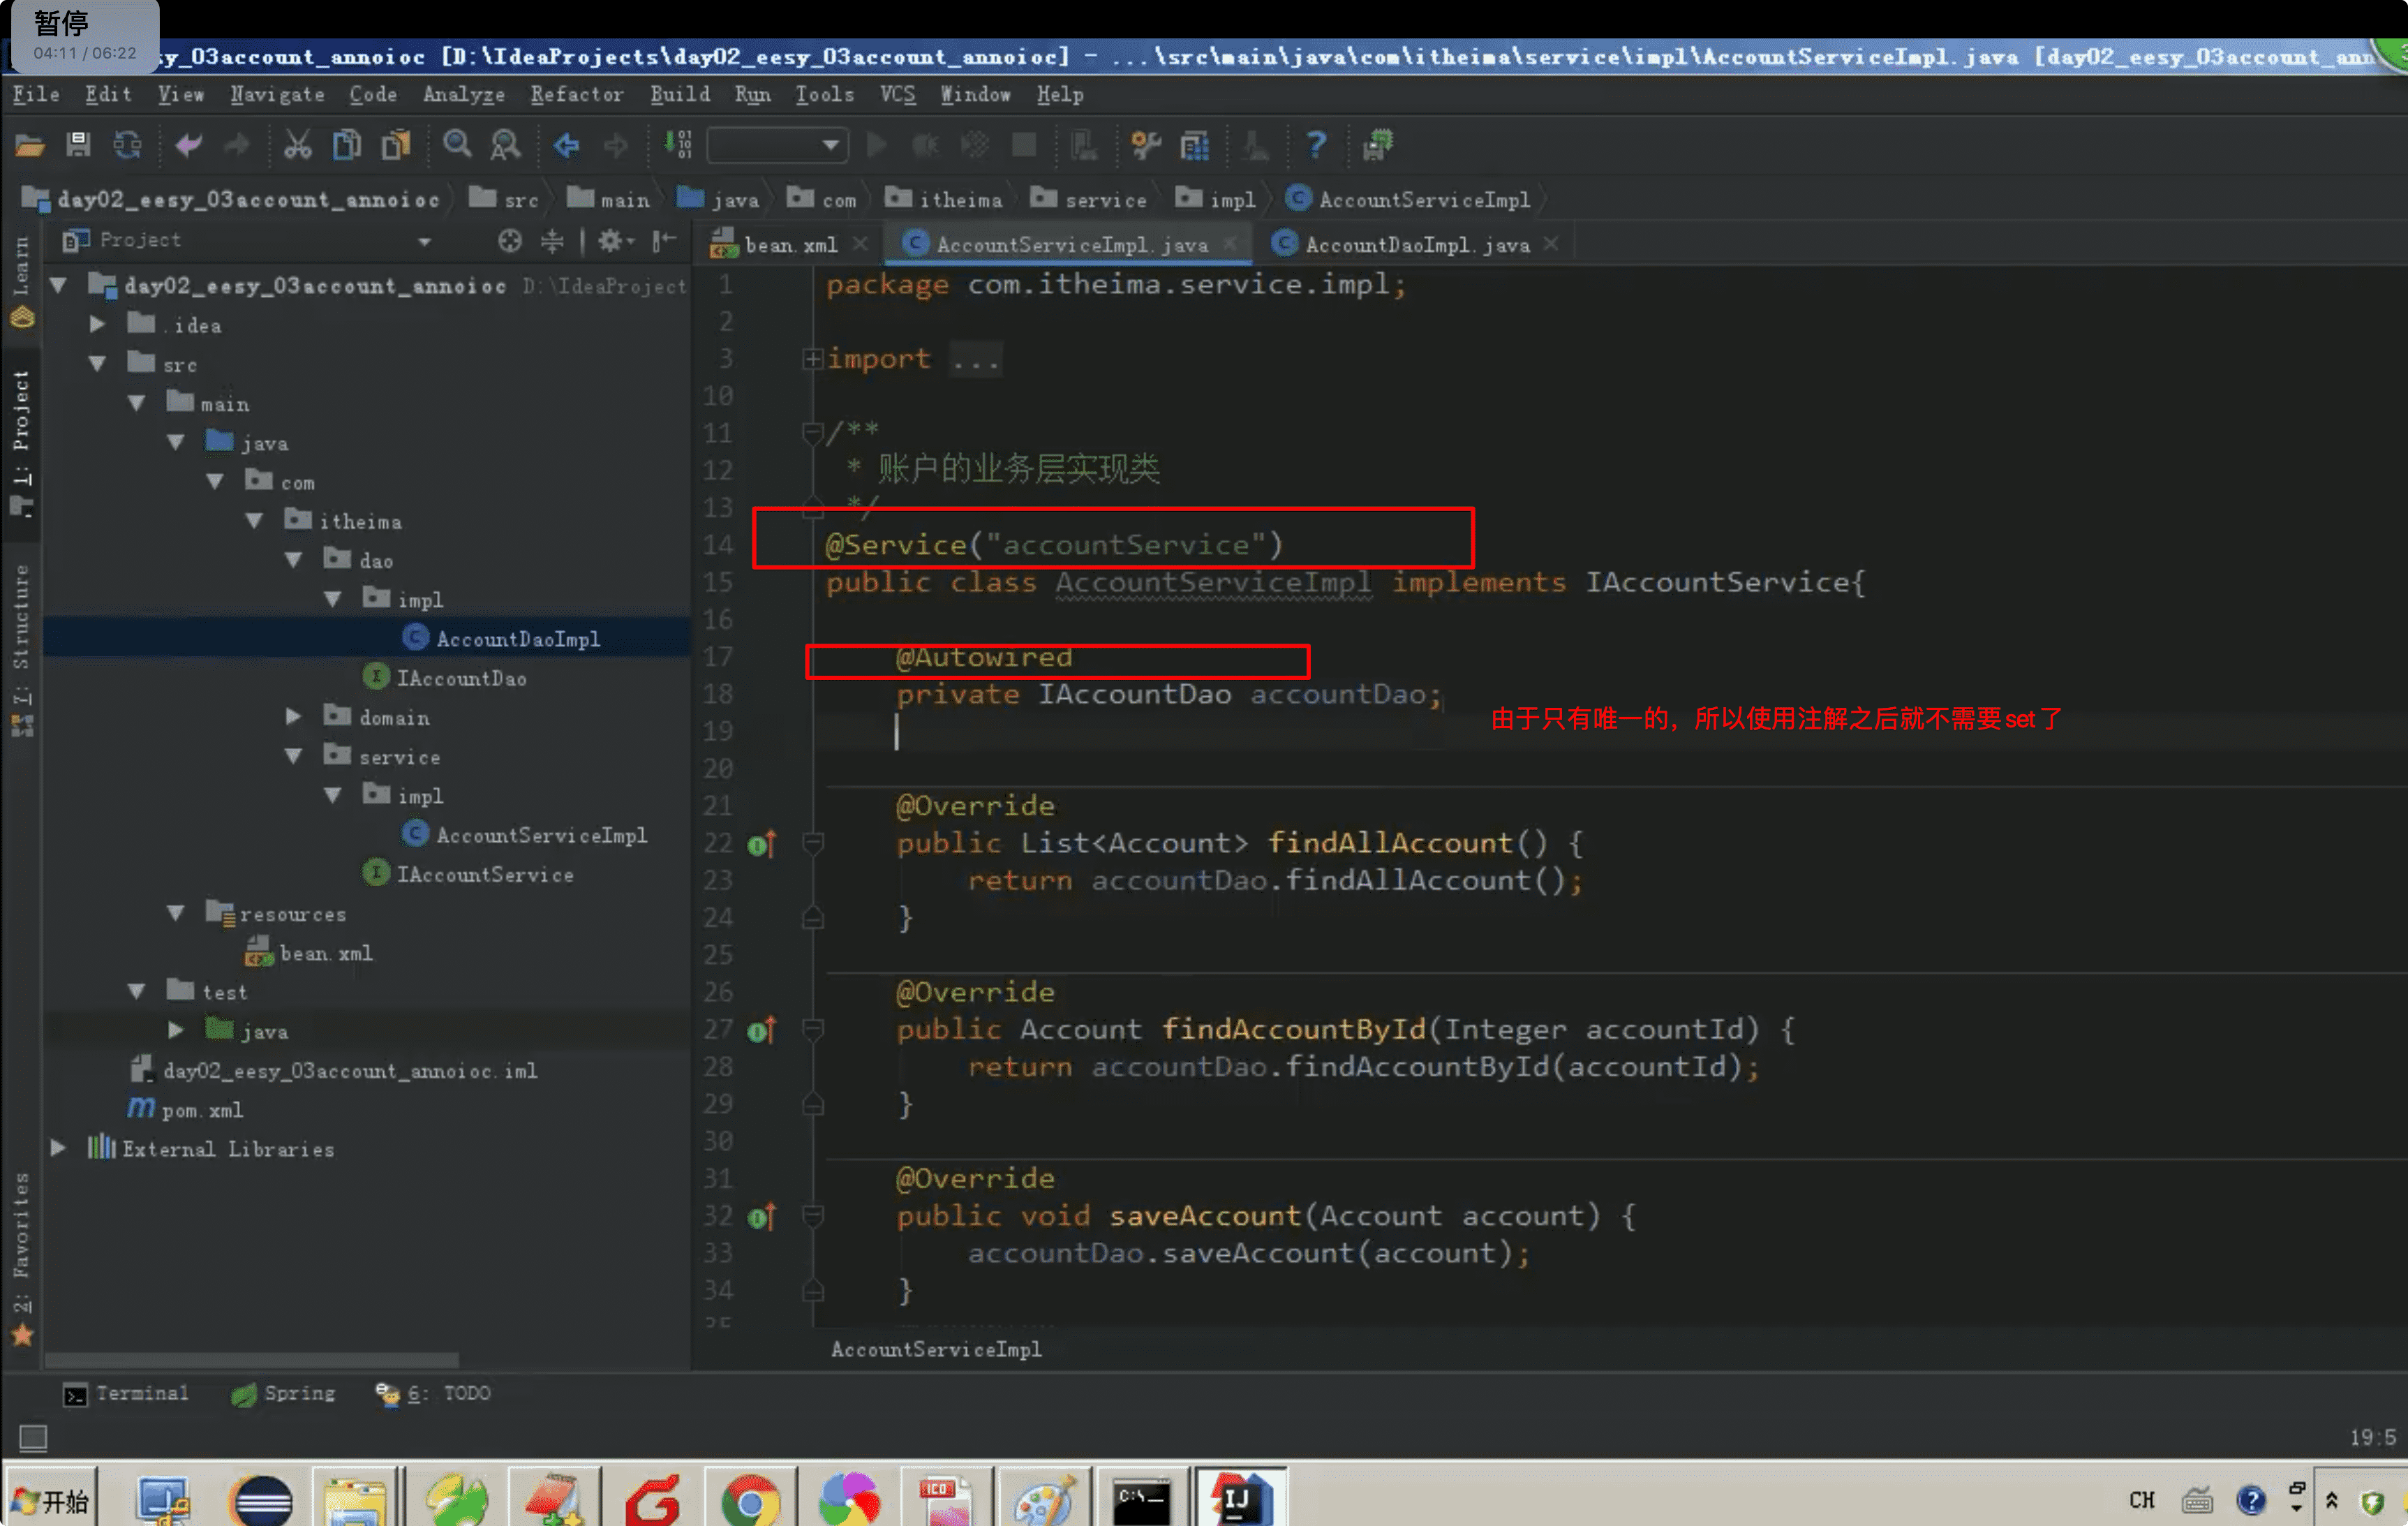 暂停
04:11 / 06:22
sy_03account_annoioc [D:\IdeaProjects\day02_eesy_03account_annoioc] - ...\src\main\java\com\itheima\service\impl\AccountServiceImpl.java [day02_eesy_03account_ann
File Edit View Navigate Code Analyze Refactor Build Run Tools VCS Window Help
day02_eesy_03account_annoioc src main java com itheima service impl AccountServiceImpl
Project
bean.xml AccountServiceImpl.java AccountDaoImpl.java
Learn
1: Project
7: Structure
2: Favorites
day02_eesy_03account_annoioc D:\IdeaProject
.idea
src
main
java
com
itheima
dao
impl
AccountDaoImpl
IAccountDao
domain
service
impl
AccountServiceImpl
IAccountService
resources
bean.xml
test
java
day02_eesy_03account_annoioc.iml
pom.xml
External Libraries
1 package com.itheima.service.impl;
2
3 import ...
10
11 /**
12 * 账户的业务层实现类
13 */
14 @Service("accountService")
15 public class AccountServiceImpl implements IAccountService{
16
17 @Autowired
18 private IAccountDao accountDao;
由于只有唯一的，所以使用注解之后就不需要set了
19
20
21 @Override
22 public List<Account> findAllAccount() {
23 return accountDao.findAllAccount();
24 }
25
26 @Override
27 public Account findAccountById(Integer accountId) {
28 return accountDao.findAccountById(accountId);
29 }
30
31 @Override
32 public void saveAccount(Account account) {
33 accountDao.saveAccount(account);
34 }
AccountServiceImpl
Terminal Spring 6: TODO
19:5
开始
ICO
C:\
IJ
CH